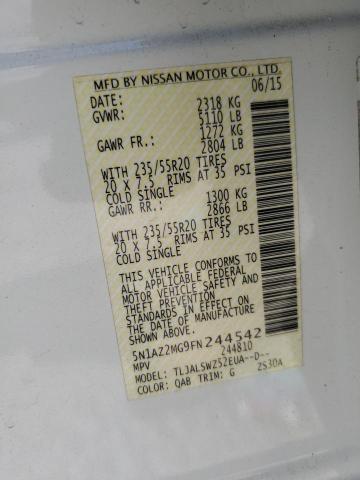 MFD BY NISSAN MOTOR CO., LTD.
DATE: 06/15
GVWR: 2318 KG
5110 LB
GAWR FR.: 1272 KG
2804 LB
WITH 235/55R20 TIRES
20 x 7.5 RIMS AT 35 PSI
COLD SINGLE
GAWR RR.: 1300 KG
2866 LB
WITH 235/55R20 TIRES
20 x 7.5 RIMS AT 35 PSI
COLD SINGLE
THIS VEHICLE CONFORMS TO
ALL APPLICABLE FEDERAL
MOTOR VEHICLE SAFETY AND
THEFT PREVENTION
STANDARDS IN EFFECT ON
THE DATE OF MANUFACTURE
SHOWN ABOVE.
5N1AZ2MG9FN244542
MPV 244810
MODEL: TLJALSWZ52EUA--D--
COLOR: QAB TRIM: G 2S30A